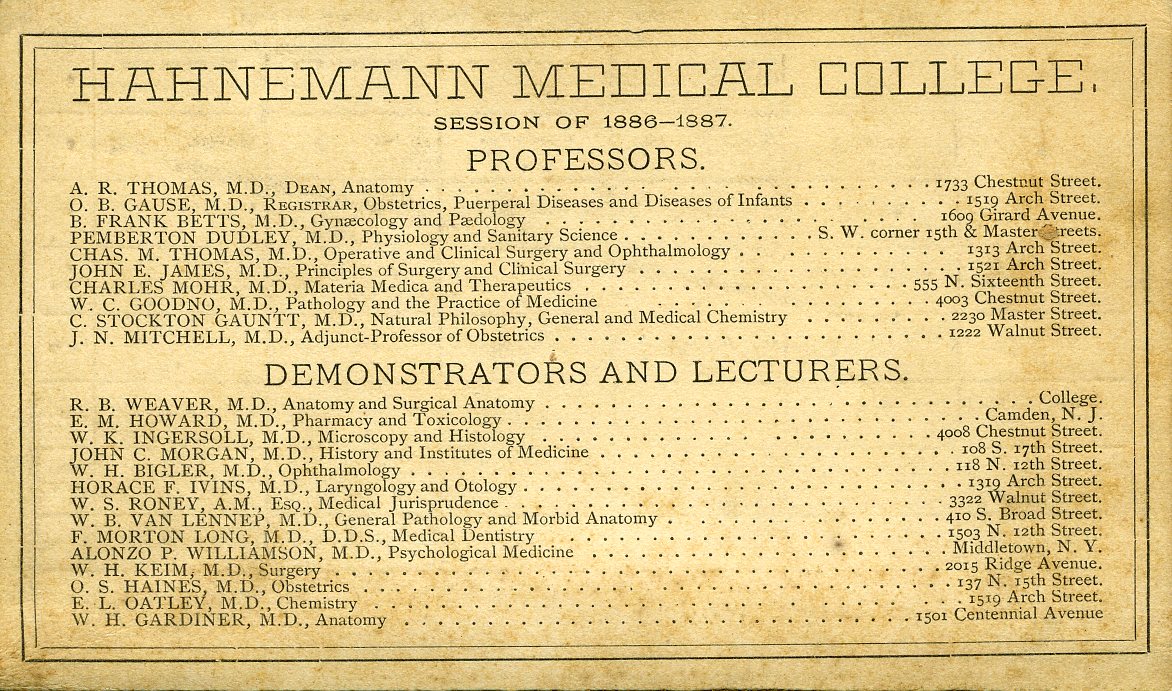 HAHNEMANN MEDICAL COLLEGE.
SESSION OF 1886–1887.
PROFESSORS.
A. R. THOMAS, M.D., DEAN, Anatomy . . . . . . . . . . . . . . . . . . . . 1733 Chestnut Street.
O. B. GAUSE, M.D., REGISTRAR, Obstetrics, Puerperal Diseases and Diseases of Infants . . . . . . . . 1519 Arch Street.
B. FRANK BETTS, M.D., Gynæcology and Pædology . . . . . . . . . . . . . . . . 1609 Girard Avenue.
PEMBERTON DUDLEY, M.D., Physiology and Sanitary Science . . . . . . . . S. W. corner 15th & Master Streets.
CHAS. M. THOMAS, M.D., Operative and Clinical Surgery and Ophthalmology . . . . . . . . 1313 Arch Street.
JOHN E. JAMES, M.D., Principles of Surgery and Clinical Surgery . . . . . . . . . . . . 1521 Arch Street.
CHARLES MOHR, M.D., Materia Medica and Therapeutics . . . . . . . . . . . . 555 N. Sixteenth Street.
W. C. GOODNO, M.D., Pathology and the Practice of Medicine . . . . . . . . . . . . 4003 Chestnut Street.
C. STOCKTON GAUNTT, M.D., Natural Philosophy, General and Medical Chemistry . . . . . . . . 2230 Master Street.
J. N. MITCHELL, M.D., Adjunct-Professor of Obstetrics . . . . . . . . . . . . . . . . 1222 Walnut Street.
DEMONSTRATORS AND LECTURERS.
R. B. WEAVER, M.D., Anatomy and Surgical Anatomy . . . . . . . . . . . . . . . . College.
E. M. HOWARD, M.D., Pharmacy and Toxicology . . . . . . . . . . . . . . . . Camden, N. J.
W. K. INGERSOLL, M.D., Microscopy and Histology . . . . . . . . . . . . . . . . 4008 Chestnut Street.
JOHN C. MORGAN, M.D., History and Institutes of Medicine . . . . . . . . . . . . 108 S. 17th Street.
W. H. BIGLER, M.D., Ophthalmology . . . . . . . . . . . . . . . . . . . . 118 N. 12th Street.
HORACE F. IVINS, M.D., Laryngology and Otology . . . . . . . . . . . . . . . . 1319 Arch Street.
W. S. RONEY, A.M., ESQ., Medical Jurisprudence . . . . . . . . . . . . . . . . 3322 Walnut Street.
W. B. VAN LENNEP, M.D., General Pathology and Morbid Anatomy . . . . . . . . . . . . 410 S. Broad Street.
F. MORTON LONG, M.D., D.D.S., Medical Dentistry . . . . . . . . . . . . . . . . 1503 N. 12th Street.
ALONZO P. WILLIAMSON, M.D., Psychological Medicine . . . . . . . . . . . . Middletown, N. Y.
W. H. KEIM, M.D., Surgery . . . . . . . . . . . . . . . . . . . . 2015 Ridge Avenue.
O. S. HAINES, M.D., Obstetrics . . . . . . . . . . . . . . . . . . . . 137 N. 15th Street.
E. L. OATLEY, M.D., Chemistry . . . . . . . . . . . . . . . . . . . . 1519 Arch Street.
W. H. GARDINER, M.D., Anatomy . . . . . . . . . . . . . . . . . . . . 1501 Centennial Avenue